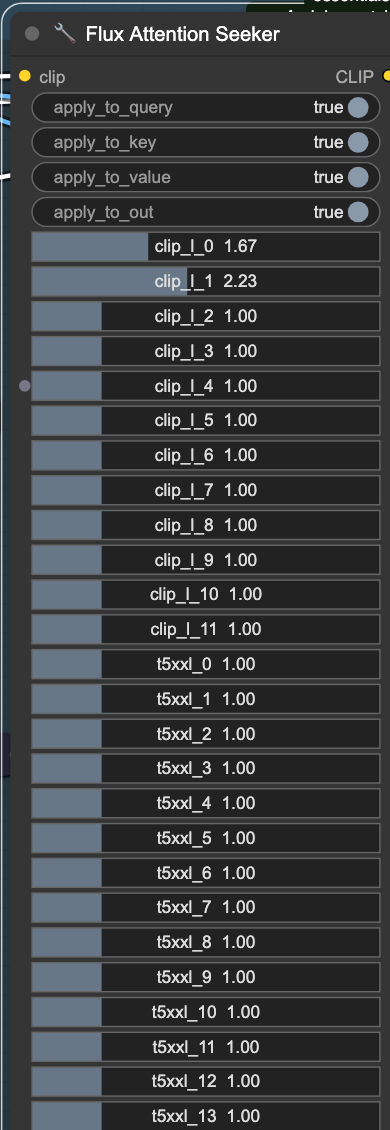 essentials
Flux Attention Seeker
clip CLIP
apply_to_query true
apply_to_key true
apply_to_value true
apply_to_out true
clip_l_0 1.67
clip_l_1 2.23
clip_l_2 1.00
clip_l_3 1.00
clip_l_4 1.00
clip_l_5 1.00
clip_l_6 1.00
clip_l_7 1.00
clip_l_8 1.00
clip_l_9 1.00
clip_l_10 1.00
clip_l_11 1.00
t5xxl_0 1.00
t5xxl_1 1.00
t5xxl_2 1.00
t5xxl_3 1.00
t5xxl_4 1.00
t5xxl_5 1.00
t5xxl_6 1.00
t5xxl_7 1.00
t5xxl_8 1.00
t5xxl_9 1.00
t5xxl_10 1.00
t5xxl_11 1.00
t5xxl_12 1.00
t5xxl_13 1.00